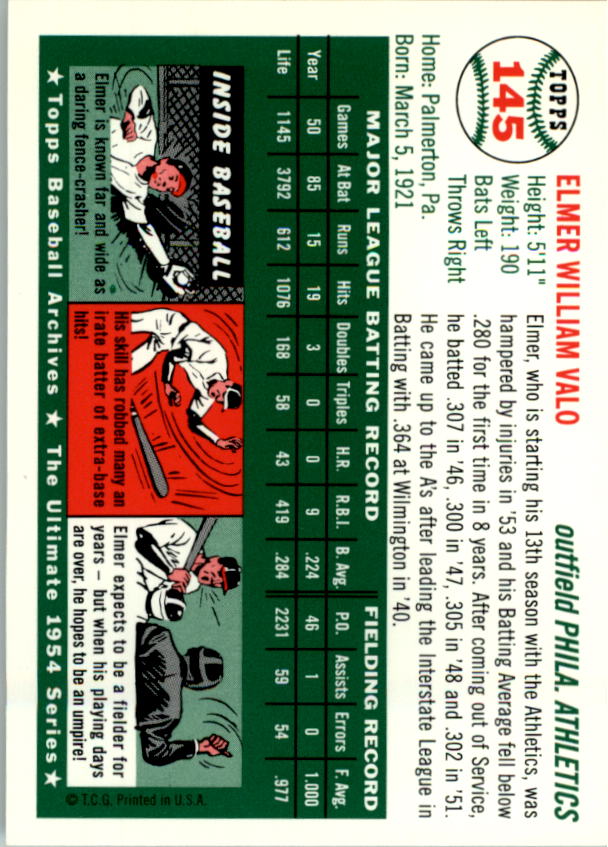 TOPPS
145
ELMER WILLIAM VALO
outfield PHILA. ATHLETICS
Height: 5'11"
Weight: 190
Bats Left
Throws Right
Home: Palmerton, Pa.
Born: March 5, 1921
Elmer, who is starting his 13th season with the Athletics, was
hampered by injuries in '53 and his Batting Average fell below
.280 for the first time in 8 years. After coming out of Service,
he batted .307 in '46, .300 in '47, .305 in '48 and .302 in '51.
He came up to the A's after leading the Interstate League in
Batting with .364 at Wilmington in '40.
MAJOR LEAGUE BATTING RECORD FIELDING RECORD
Games At Bat Runs Hits Doubles Triples H.R. R.B.I. B. Avg. P.O. Assists Errors F. Avg.
Year 50 85 15 19 3 0 0 9 .224 46 1 0 1.000
Life 1145 3792 612 1076 168 58 43 419 .284 2231 59 54 .977
INSIDE BASEBALL
Elmer is known far and wide as
a daring fence-crasher!
His skill has robbed many an
irate batter of extra-base
hits!
Elmer expects to be a fielder for
years — but when his playing days
are over, he hopes to be an umpire!
★ Topps Baseball Archives ★ The Ultimate 1954 Series ★
© T.C.G. Printed in U.S.A.